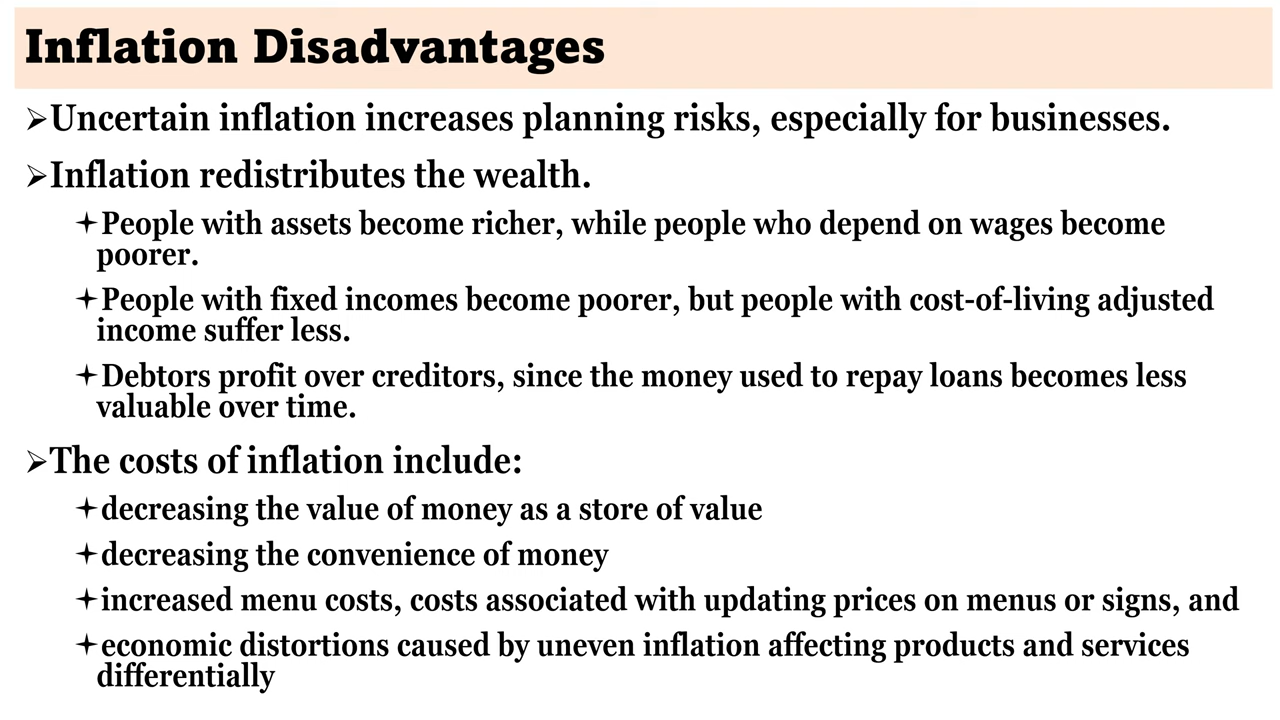 Inflation Disadvantages
➢Uncertain inflation increases planning risks, especially for businesses.
➢Inflation redistributes the wealth.
✦People with assets become richer, while people who depend on wages become
poorer.
✦People with fixed incomes become poorer, but people with cost-of-living adjusted
income suffer less.
✦Debtors profit over creditors, since the money used to repay loans becomes less
valuable over time.
➢The costs of inflation include:
✦decreasing the value of money as a store of value
✦decreasing the convenience of money
✦increased menu costs, costs associated with updating prices on menus or signs, and
✦economic distortions caused by uneven inflation affecting products and services
differentially